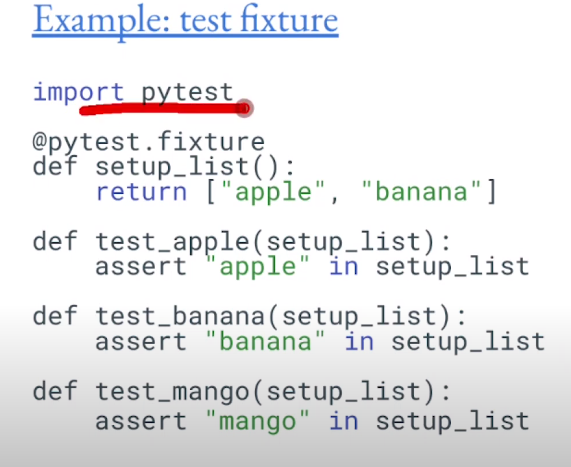 Example: test fixture
import pytest
@pytest.fixture
def setup_list():
    return ["apple", "banana"]
def test_apple(setup_list):
    assert "apple" in setup_list
def test_banana(setup_list):
    assert "banana" in setup_list
def test_mango(setup_list):
    assert "mango" in setup_list